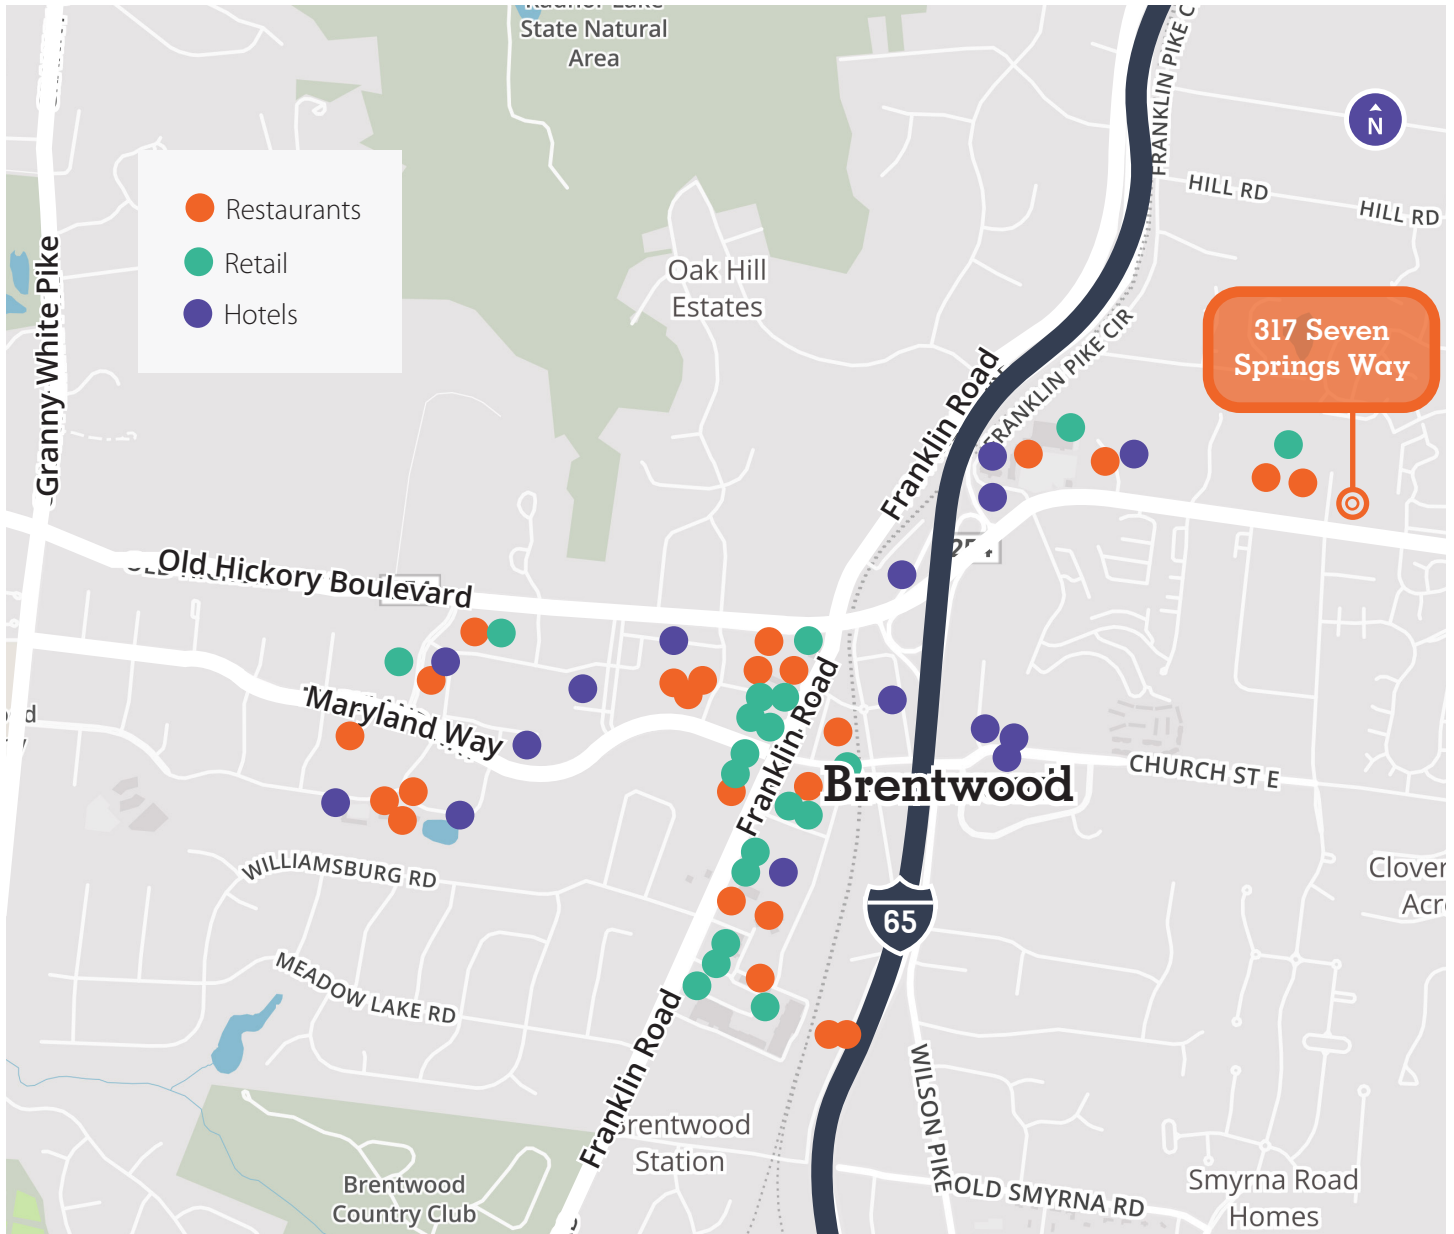 State Natural
Area
FRANKLIN PIKE C
N
HILL RD
HILL RD
Restaurants
Retail
Hotels
Granny White Pike
Oak Hill
Estates
317 Seven
Springs Way
FRANKLIN PIKE CIR
Franklin Road
254
Old Hickory Boulevard
Maryland Way
Franklin Road
Brentwood
CHURCH ST E
WILLIAMSBURG RD
Clover
Acr
65
MEADOW LAKE RD
Franklin Road
WILSON PIKE
Brentwood
Station
Brentwood
Country Club
OLD SMYRNA RD
Smyrna Road
Homes